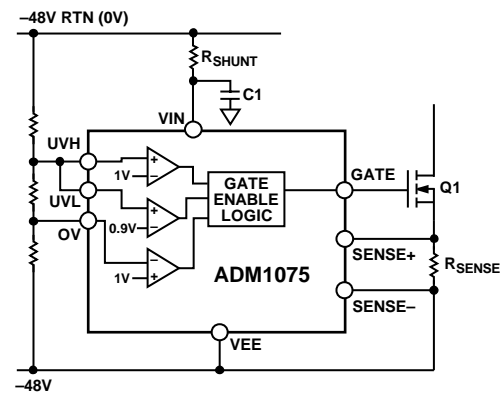 –48V RTN (0V)
RSHUNT
C1
VIN
UVH
UVL
OV
+
–
1V
+
–
0.9V
–
+
1V
GATE
ENABLE
LOGIC
ADM1075
GATE
Q1
SENSE+
RSENSE
SENSE–
VEE
–48V